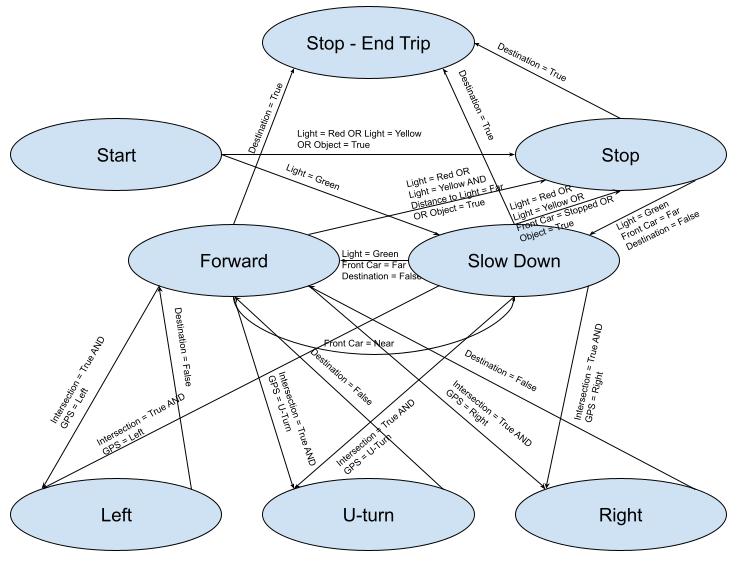 Stop - End Trip
Destination = True
Destination = True
Destination = True
Start
Light = Red OR Light = Yellow
OR Object = True
Stop
Light = Green
Light = Red OR
Light = Yellow AND
Distance to Light = Far
OR Object = True
Light = Red OR
Light = Yellow OR
Front Car = Stopped OR
Object = True
Light = Green
Front Car = Far
Destination = False
Forward
Light = Green
Front Car = Far
Destination = False
Slow Down
Front Car = Near
Intersection = True AND
GPS = Left
Destination = False
Intersection = True AND
GPS = Left
Intersection = True AND
GPS = U-Turn
Destination = False
Intersection = True AND
GPS = U-Turn
Intersection = True AND
GPS = Right
Destination = False
Intersection = True AND
GPS = Right
Left
U-turn
Right